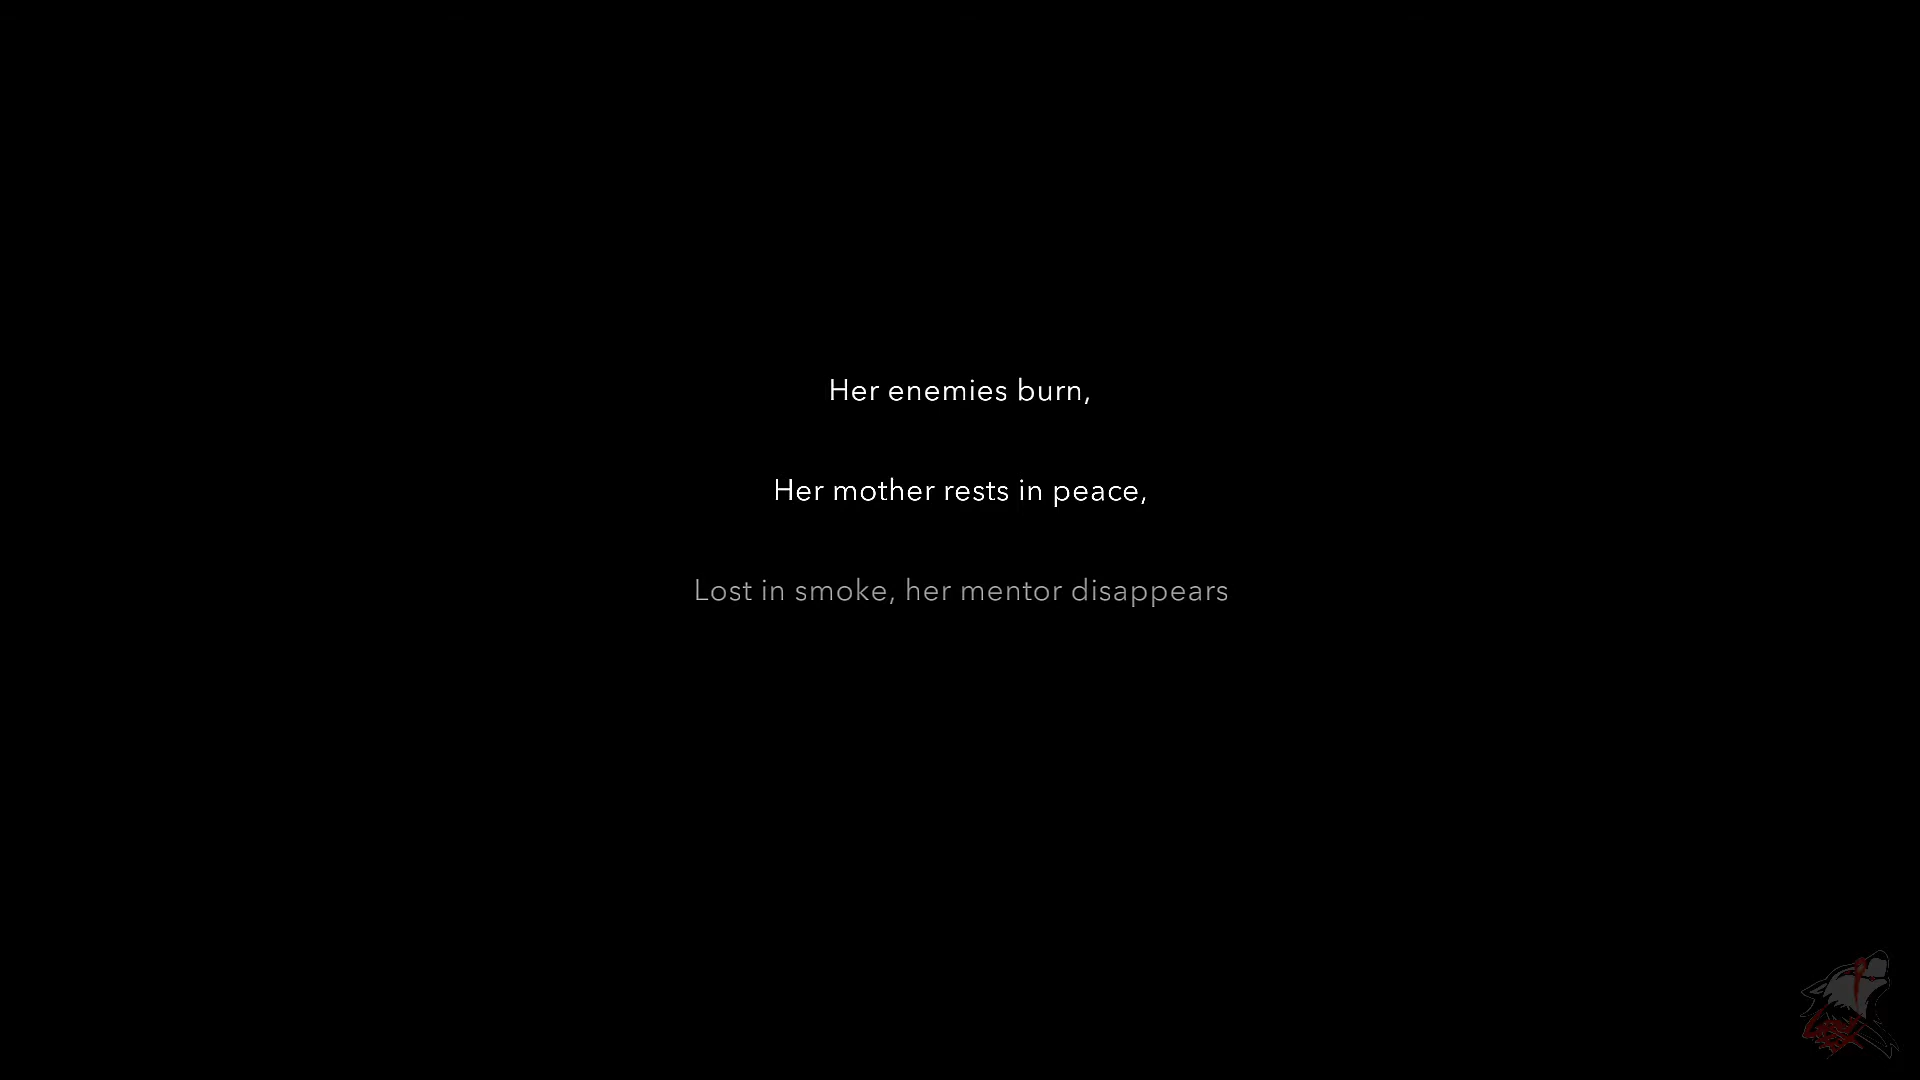 Her enemies burn,
Her mother rests in peace,
Lost in smoke, her mentor disappears